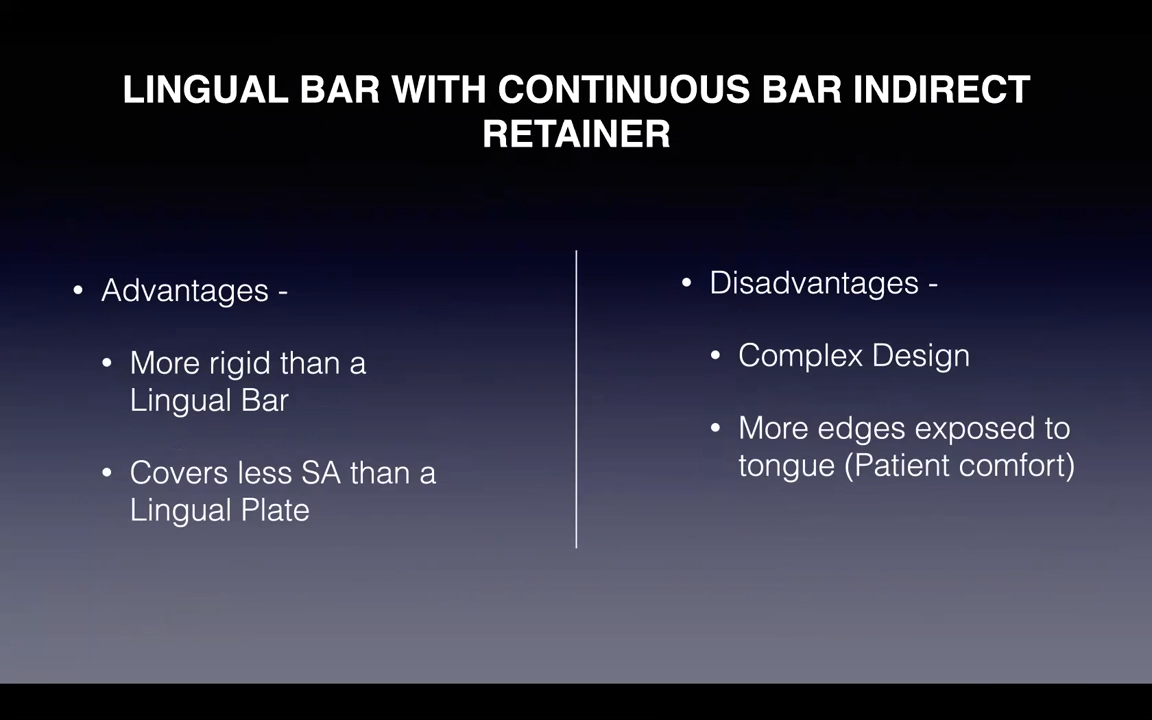 LINGUAL BAR WITH CONTINUOUS BAR INDIRECT
RETAINER
• Advantages -
• More rigid than a
Lingual Bar
• Covers less SA than a
Lingual Plate
• Disadvantages -
• Complex Design
• More edges exposed to
tongue (Patient comfort)